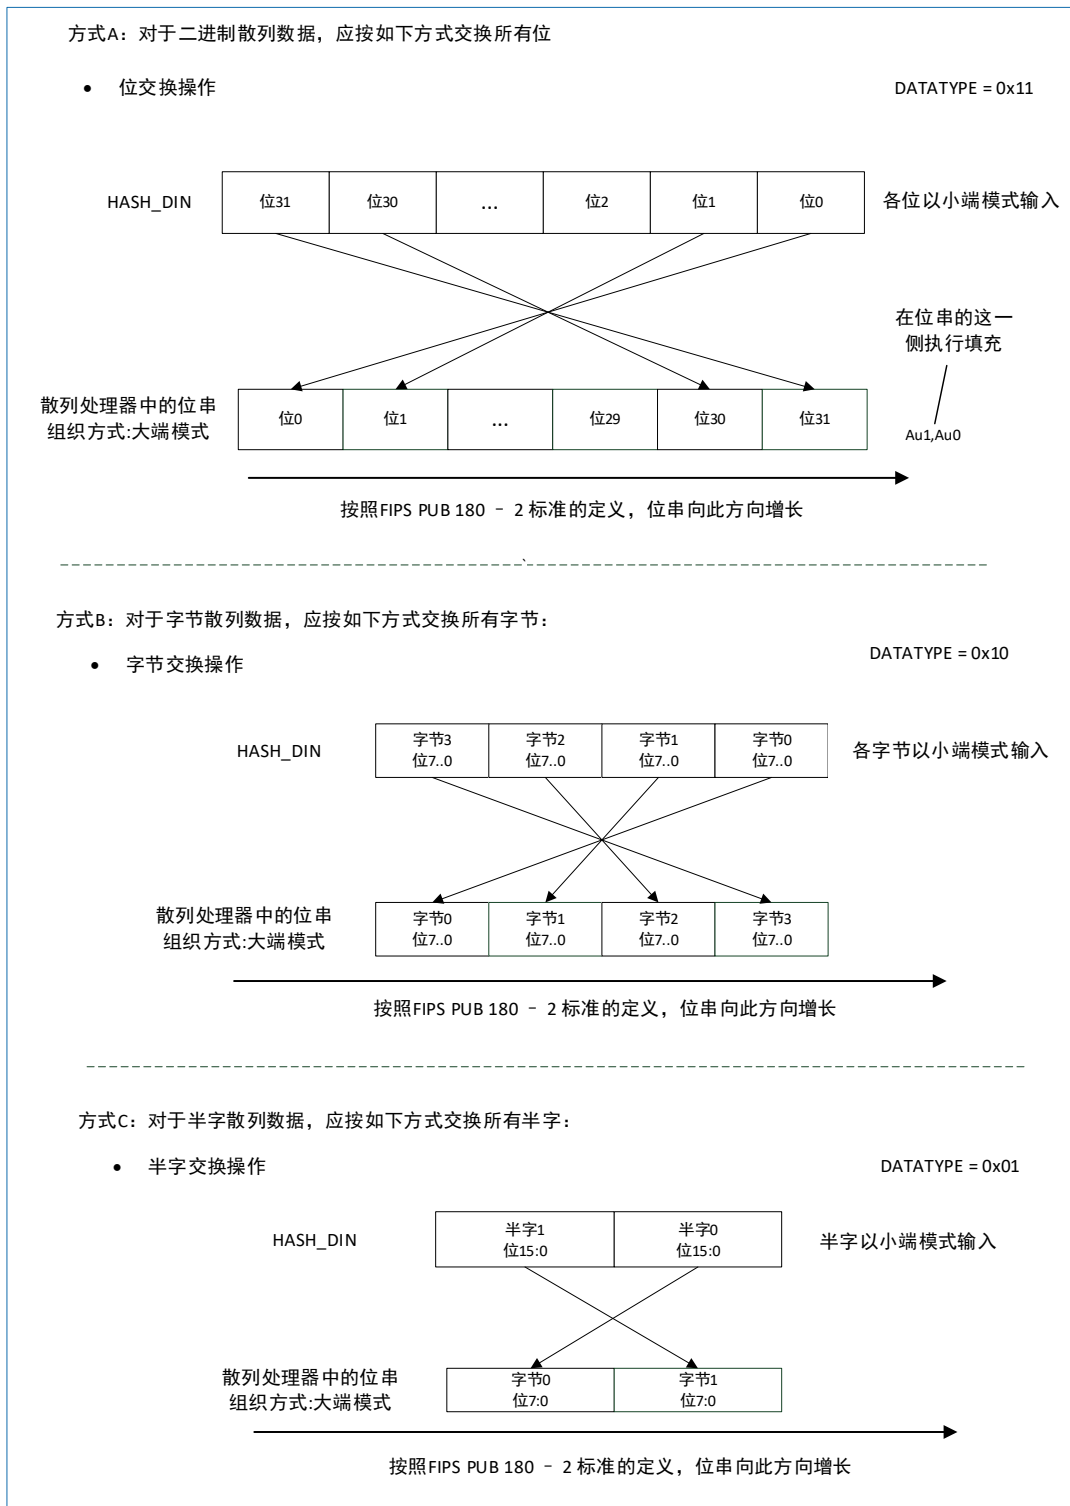 方式A：对于二进制散列数据，应按如下方式交换所有位
• 位交换操作
DATATYPE = 0x11
HASH_DIN
位31 位30 ... 位2 位1 位0
各位以小端模式输入
在位串的这一
侧执行填充
散列处理器中的位串
组织方式:大端模式
位0 位1 ... 位29 位30 位31
Au1,Au0
按照FIPS PUB 180 – 2 标准的定义，位串向此方向增长
方式B：对于字节散列数据，应按如下方式交换所有字节：
• 字节交换操作
DATATYPE = 0x10
HASH_DIN
字节3 字节2 字节1 字节0
位7..0 位7..0 位7..0 位7..0
各字节以小端模式输入
散列处理器中的位串
组织方式:大端模式
字节0 字节1 字节2 字节3
位7..0 位7..0 位7..0 位7..0
按照FIPS PUB 180 – 2 标准的定义，位串向此方向增长
方式C：对于半字散列数据，应按如下方式交换所有半字：
• 半字交换操作
DATATYPE = 0x01
HASH_DIN
半字1 半字0
位15:0 位15:0
半字以小端模式输入
散列处理器中的位串
组织方式:大端模式
字节0 字节1
位7:0 位7:0
按照FIPS PUB 180 – 2 标准的定义，位串向此方向增长